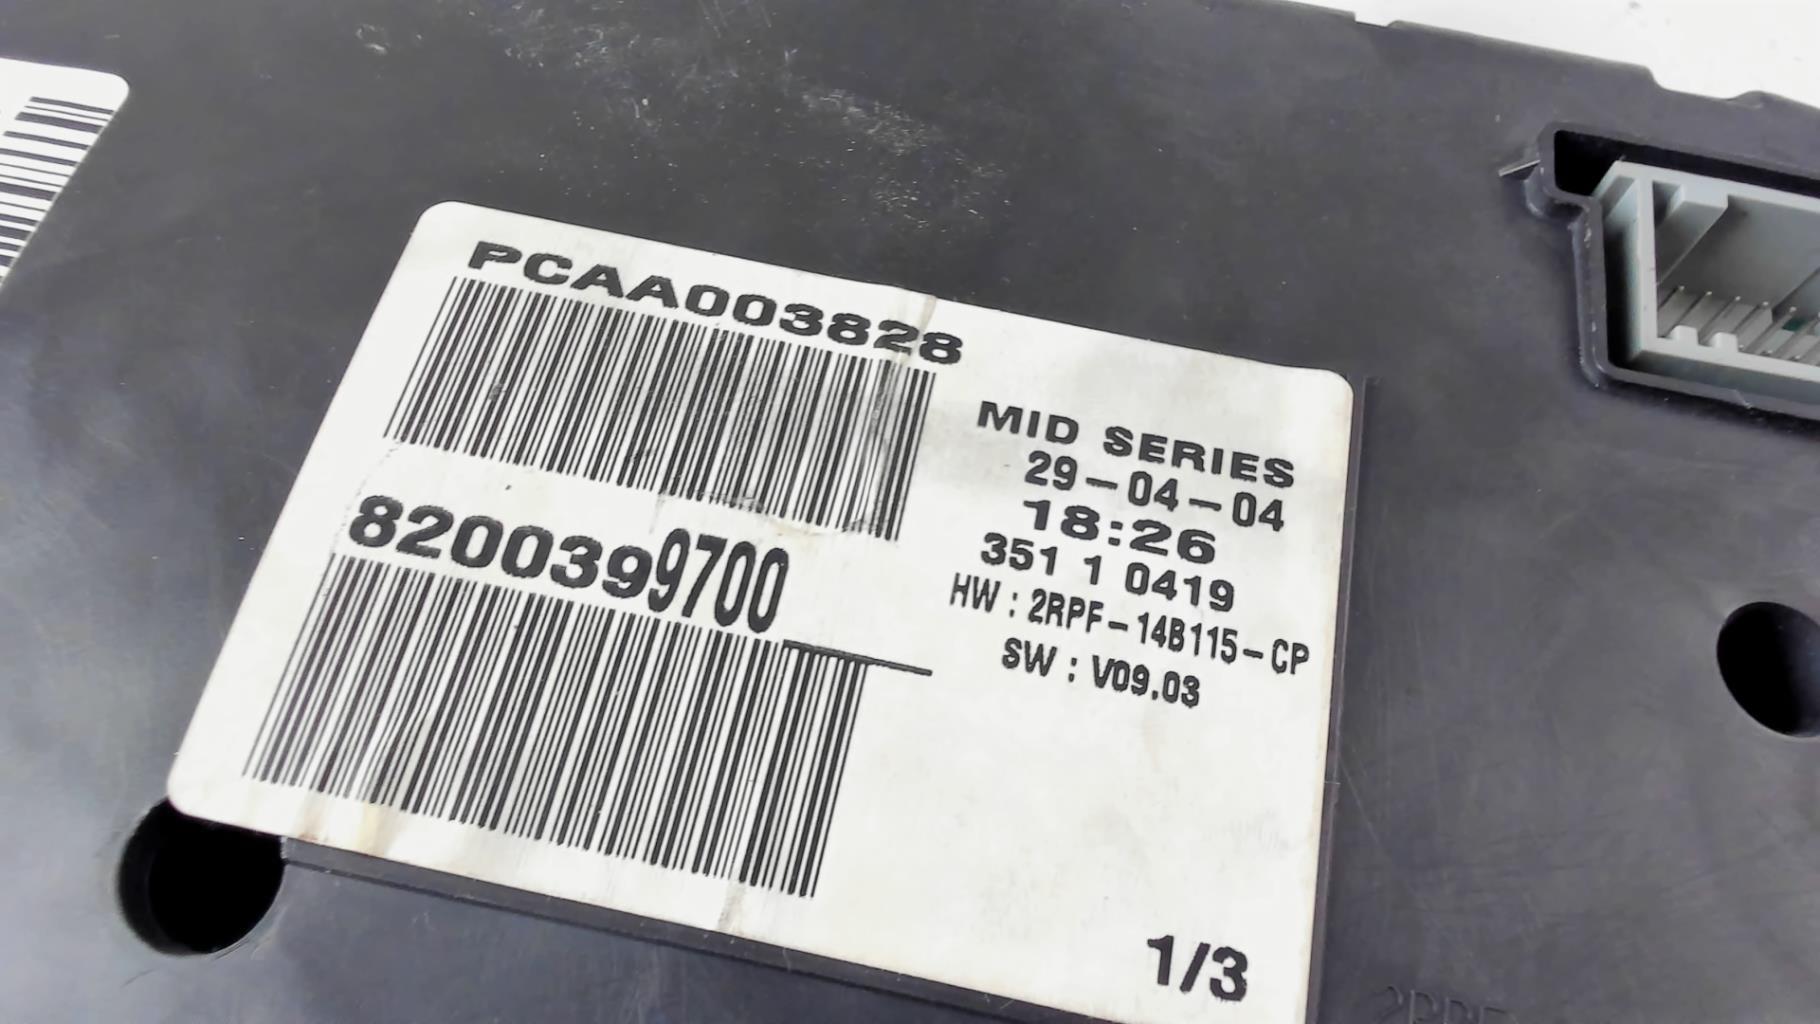 PCAA003828
8200399700
MID SERIES
29-04-04
18:26
351 1 0419
HW : 2RPF-14B115-CP
SW : V09.03
1/3